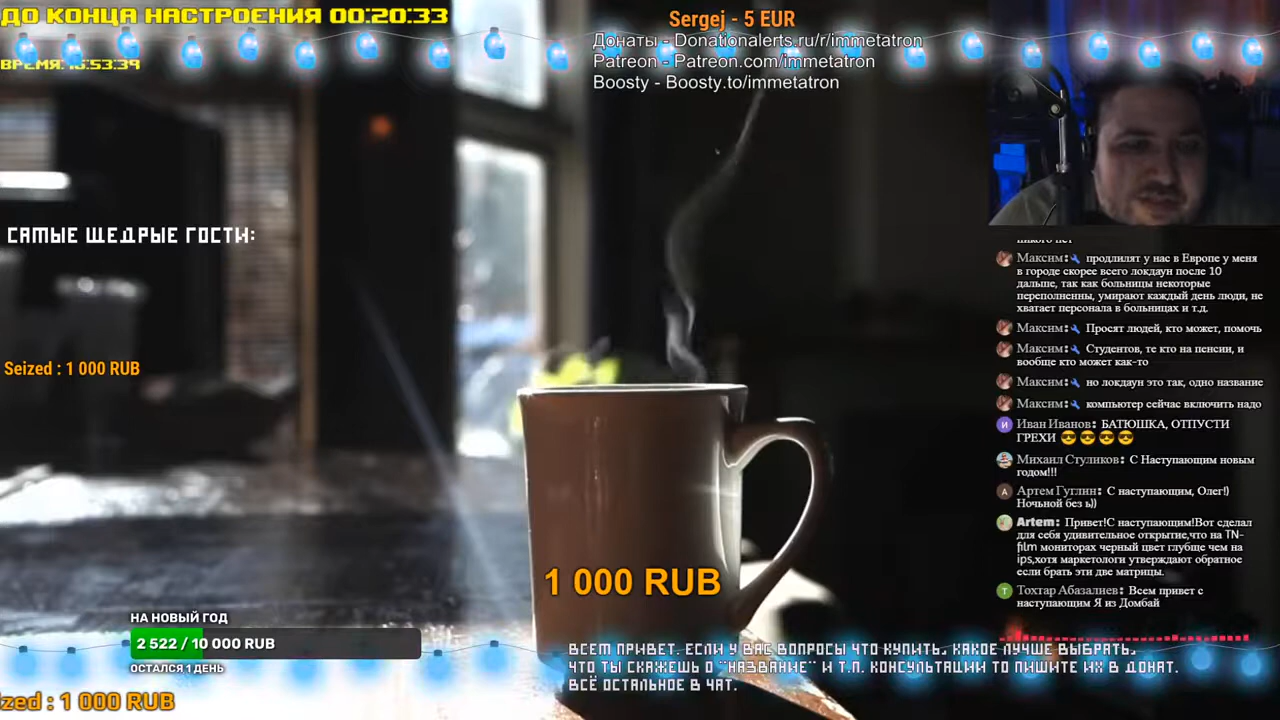 ДО КОНЦА НАСТРОЕНИЯ 00:20:33
Sergej - 5 EUR
Донаты - Donationalerts.ru/r/immetatron
Patreon - Patreon.com/immetatron
Boosty - Boosty.to/immetatron
ВРЕМЯ:
САМЫЕ ЩЕДРЫЕ ГОСТИ:
Seized : 1 000 RUB
Максим: продлилят у нас в Европе у меня
в городе скорее всего локдаун после 10
дальше, так как больницы некоторые
переполненны, умирают каждый день люди, не
хватает персонала в больницах и т.д.
Максим: Просят людей, кто может, помочь
Максим: Студентов, те кто на пенсии, и
вообще кто может как-то
Максим: но локдаун это так, одно название
Максим: компьютер сейчас включить надо
И Иван Иванов: БАТЮШКА, ОТПУСТИ
ГРЕХИ 😎😎😎😎
Михаил Стуликов: С Наступающим новым
годом!!!
А Артем Гуглин: С наступающим, Олег!)
Ночной без ь))
Artem: Привет!С наступающим!Вот сделал
для себя удивительное открытие,что на TN-
film мониторах черный цвет глубще чем на
ips,хотя маркетологи утверждают обратное
если брать эти две матрицы.
Т Тохтар Абазалиев: Всем привет с
наступающим Я из Домбай
1 000 RUB
НА НОВЫЙ ГОД
2 522 / 10 000 RUB
ОСТАЛСЯ 1 ДЕНЬ
ВСЕМ ПРИВЕТ. ЕСЛИ У ВАС ВОПРОСЫ ЧТО КУПИТЬ, КАКОЕ ЛУЧШЕ ВЫБРАТЬ,
ЧТО ТЫ СКАЖЕШЬ О "НАЗВАНИЕ" И Т.П. КОНСУЛЬТАЦИИ ТО ПИШИТЕ ИХ В ДОНАТ.
ВСЁ ОСТАЛЬНОЕ В ЧАТ.
zed : 1 000 RUB